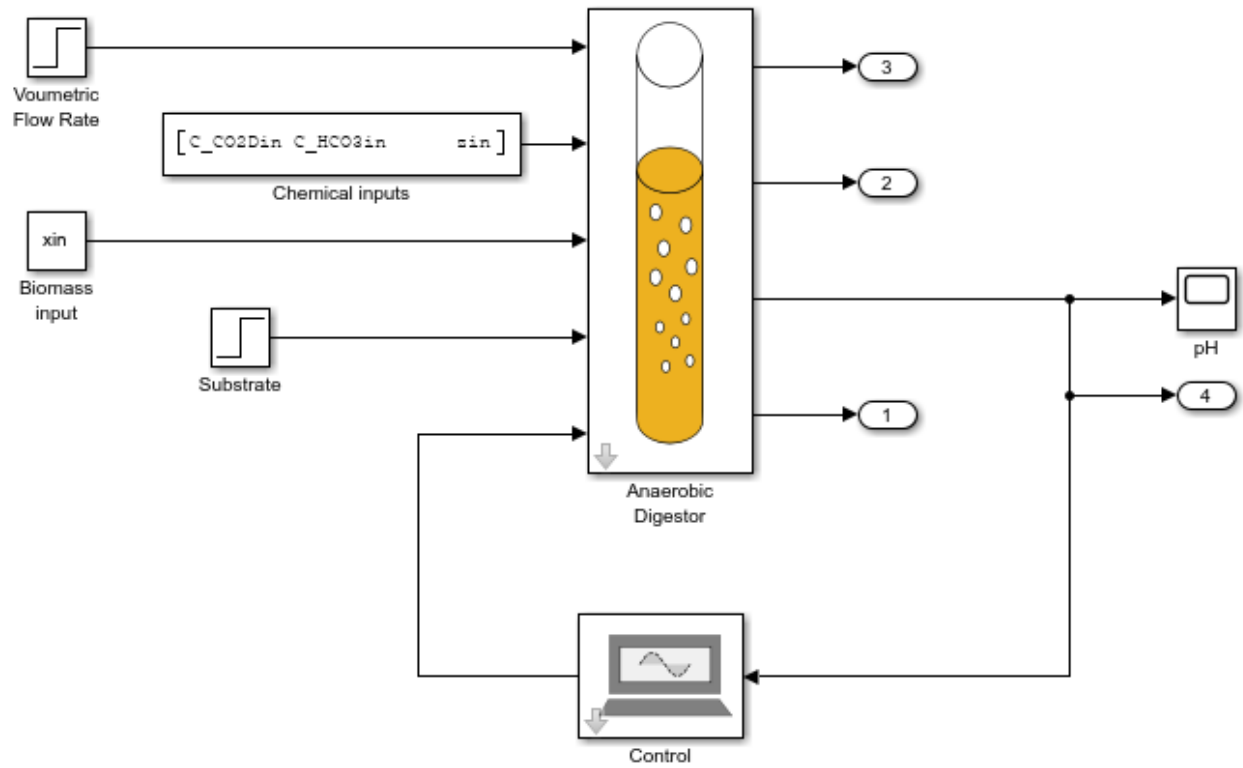 Voumetric
Flow Rate
[C_CO2Din C_HCO3in zin]
Chemical inputs
xin
Biomass
input
Substrate
3
2
1
Anaerobic
Digestor
pH
4
Control